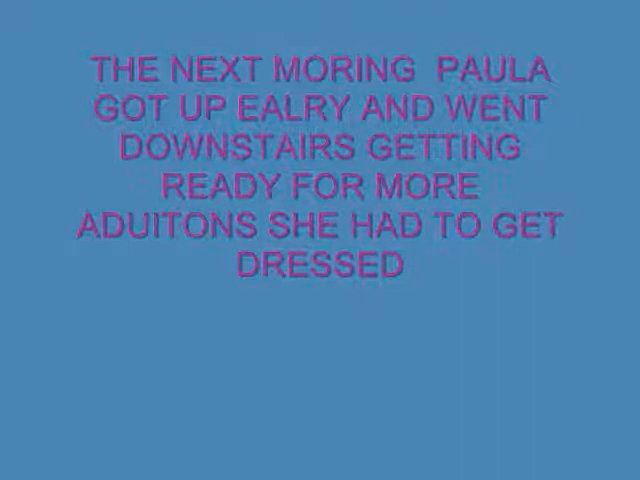 THE NEXT MORING  PAULA
GOT UP EALRY AND WENT
DOWNSTAIRS GETTING
READY FOR MORE
ADUITONS SHE HAD TO GET
DRESSED